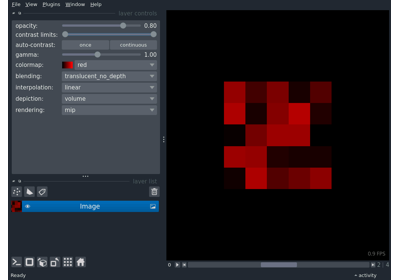 File View Plugins Window Help
layer controls
opacity: 0.80
contrast limits:
auto-contrast: once continuous
gamma: 1.00
colormap: red
blending: translucent_no_depth
interpolation: linear
depiction: volume
rendering: mip
layer list
Image
0.9 FPS
0 2 4
Ready activity